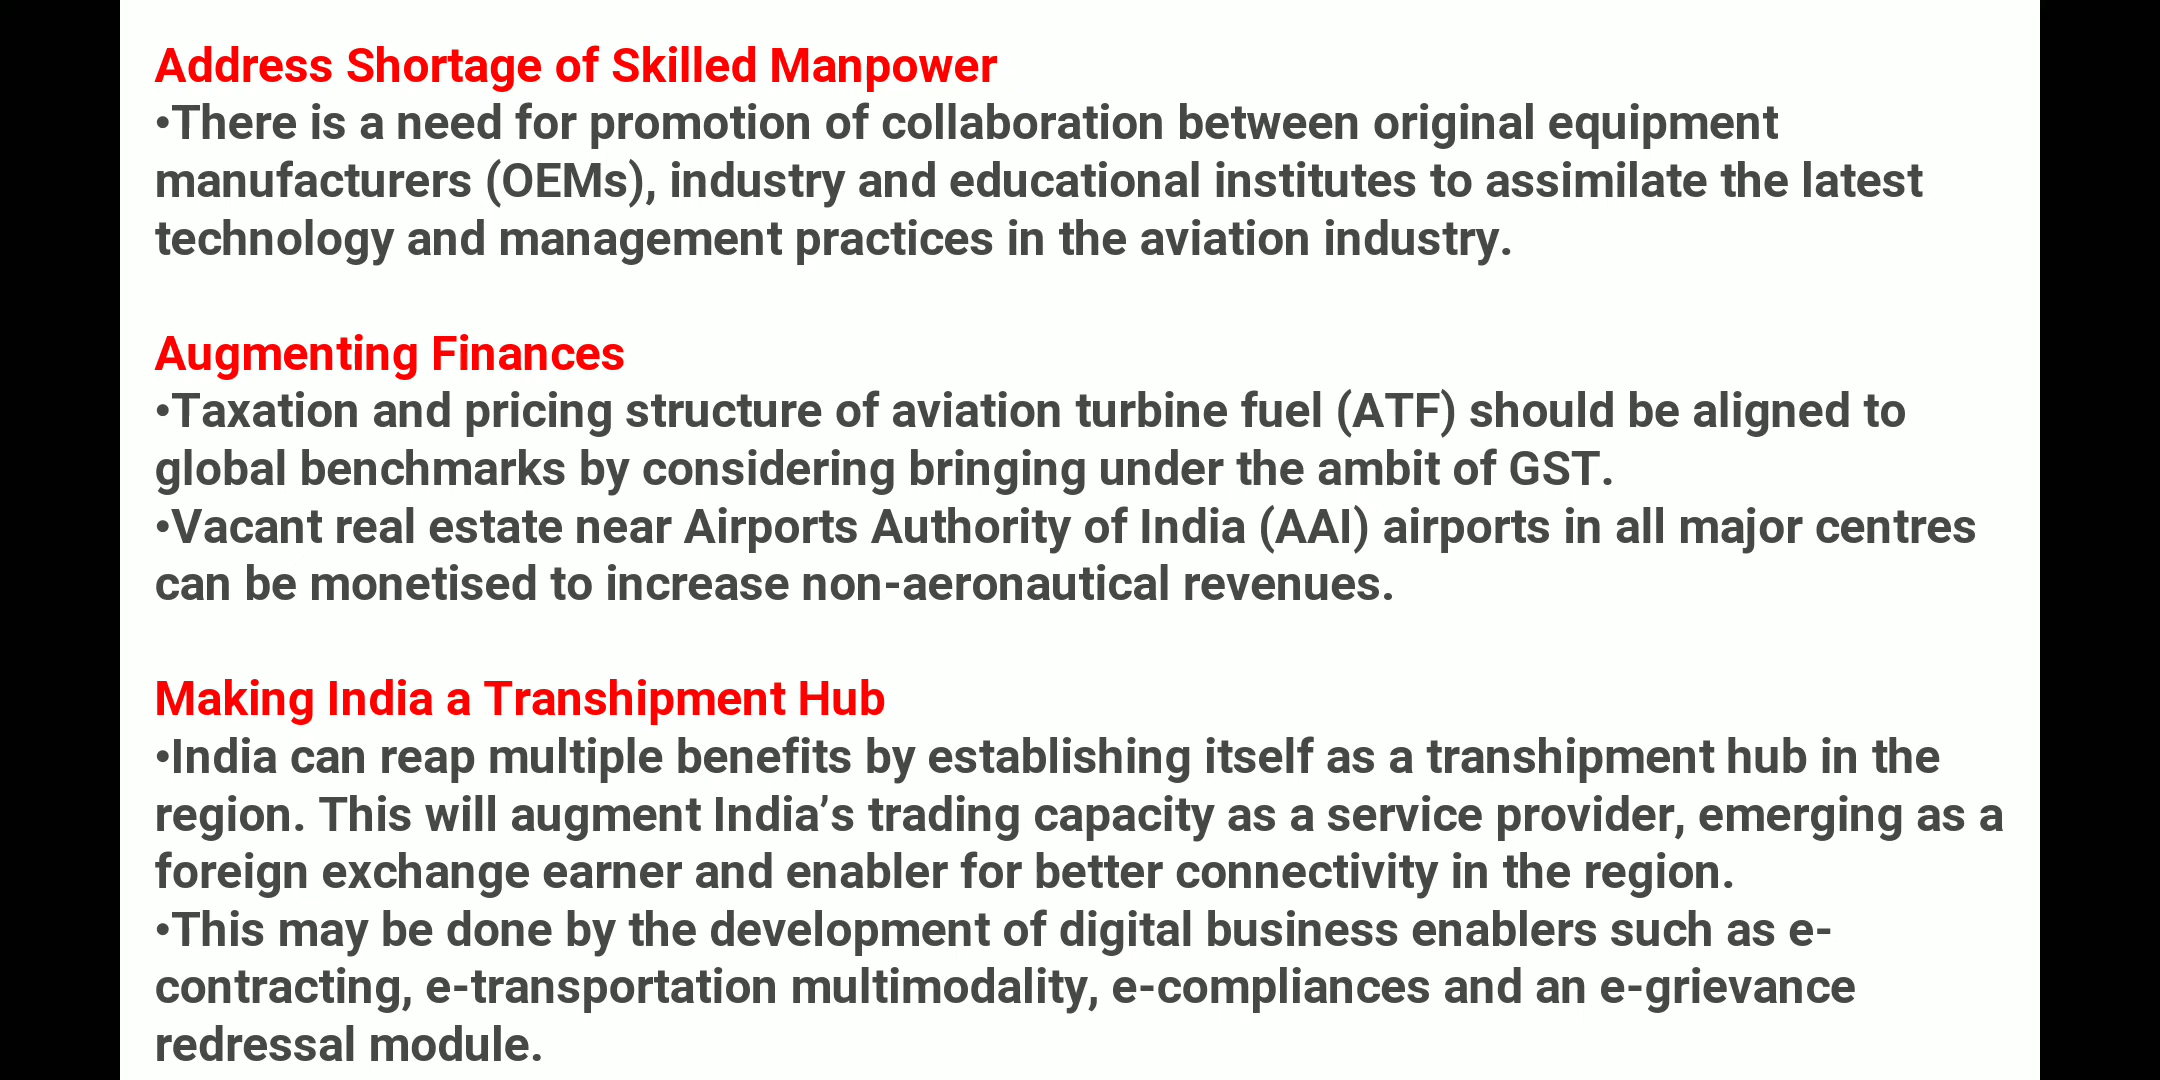 Address Shortage of Skilled Manpower
•There is a need for promotion of collaboration between original equipment
manufacturers (OEMs), industry and educational institutes to assimilate the latest
technology and management practices in the aviation industry.
Augmenting Finances
•Taxation and pricing structure of aviation turbine fuel (ATF) should be aligned to
global benchmarks by considering bringing under the ambit of GST.
•Vacant real estate near Airports Authority of India (AAI) airports in all major centres
can be monetised to increase non-aeronautical revenues.
Making India a Transhipment Hub
•India can reap multiple benefits by establishing itself as a transhipment hub in the
region. This will augment India’s trading capacity as a service provider, emerging as a
foreign exchange earner and enabler for better connectivity in the region.
•This may be done by the development of digital business enablers such as e-
contracting, e-transportation multimodality, e-compliances and an e-grievance
redressal module.